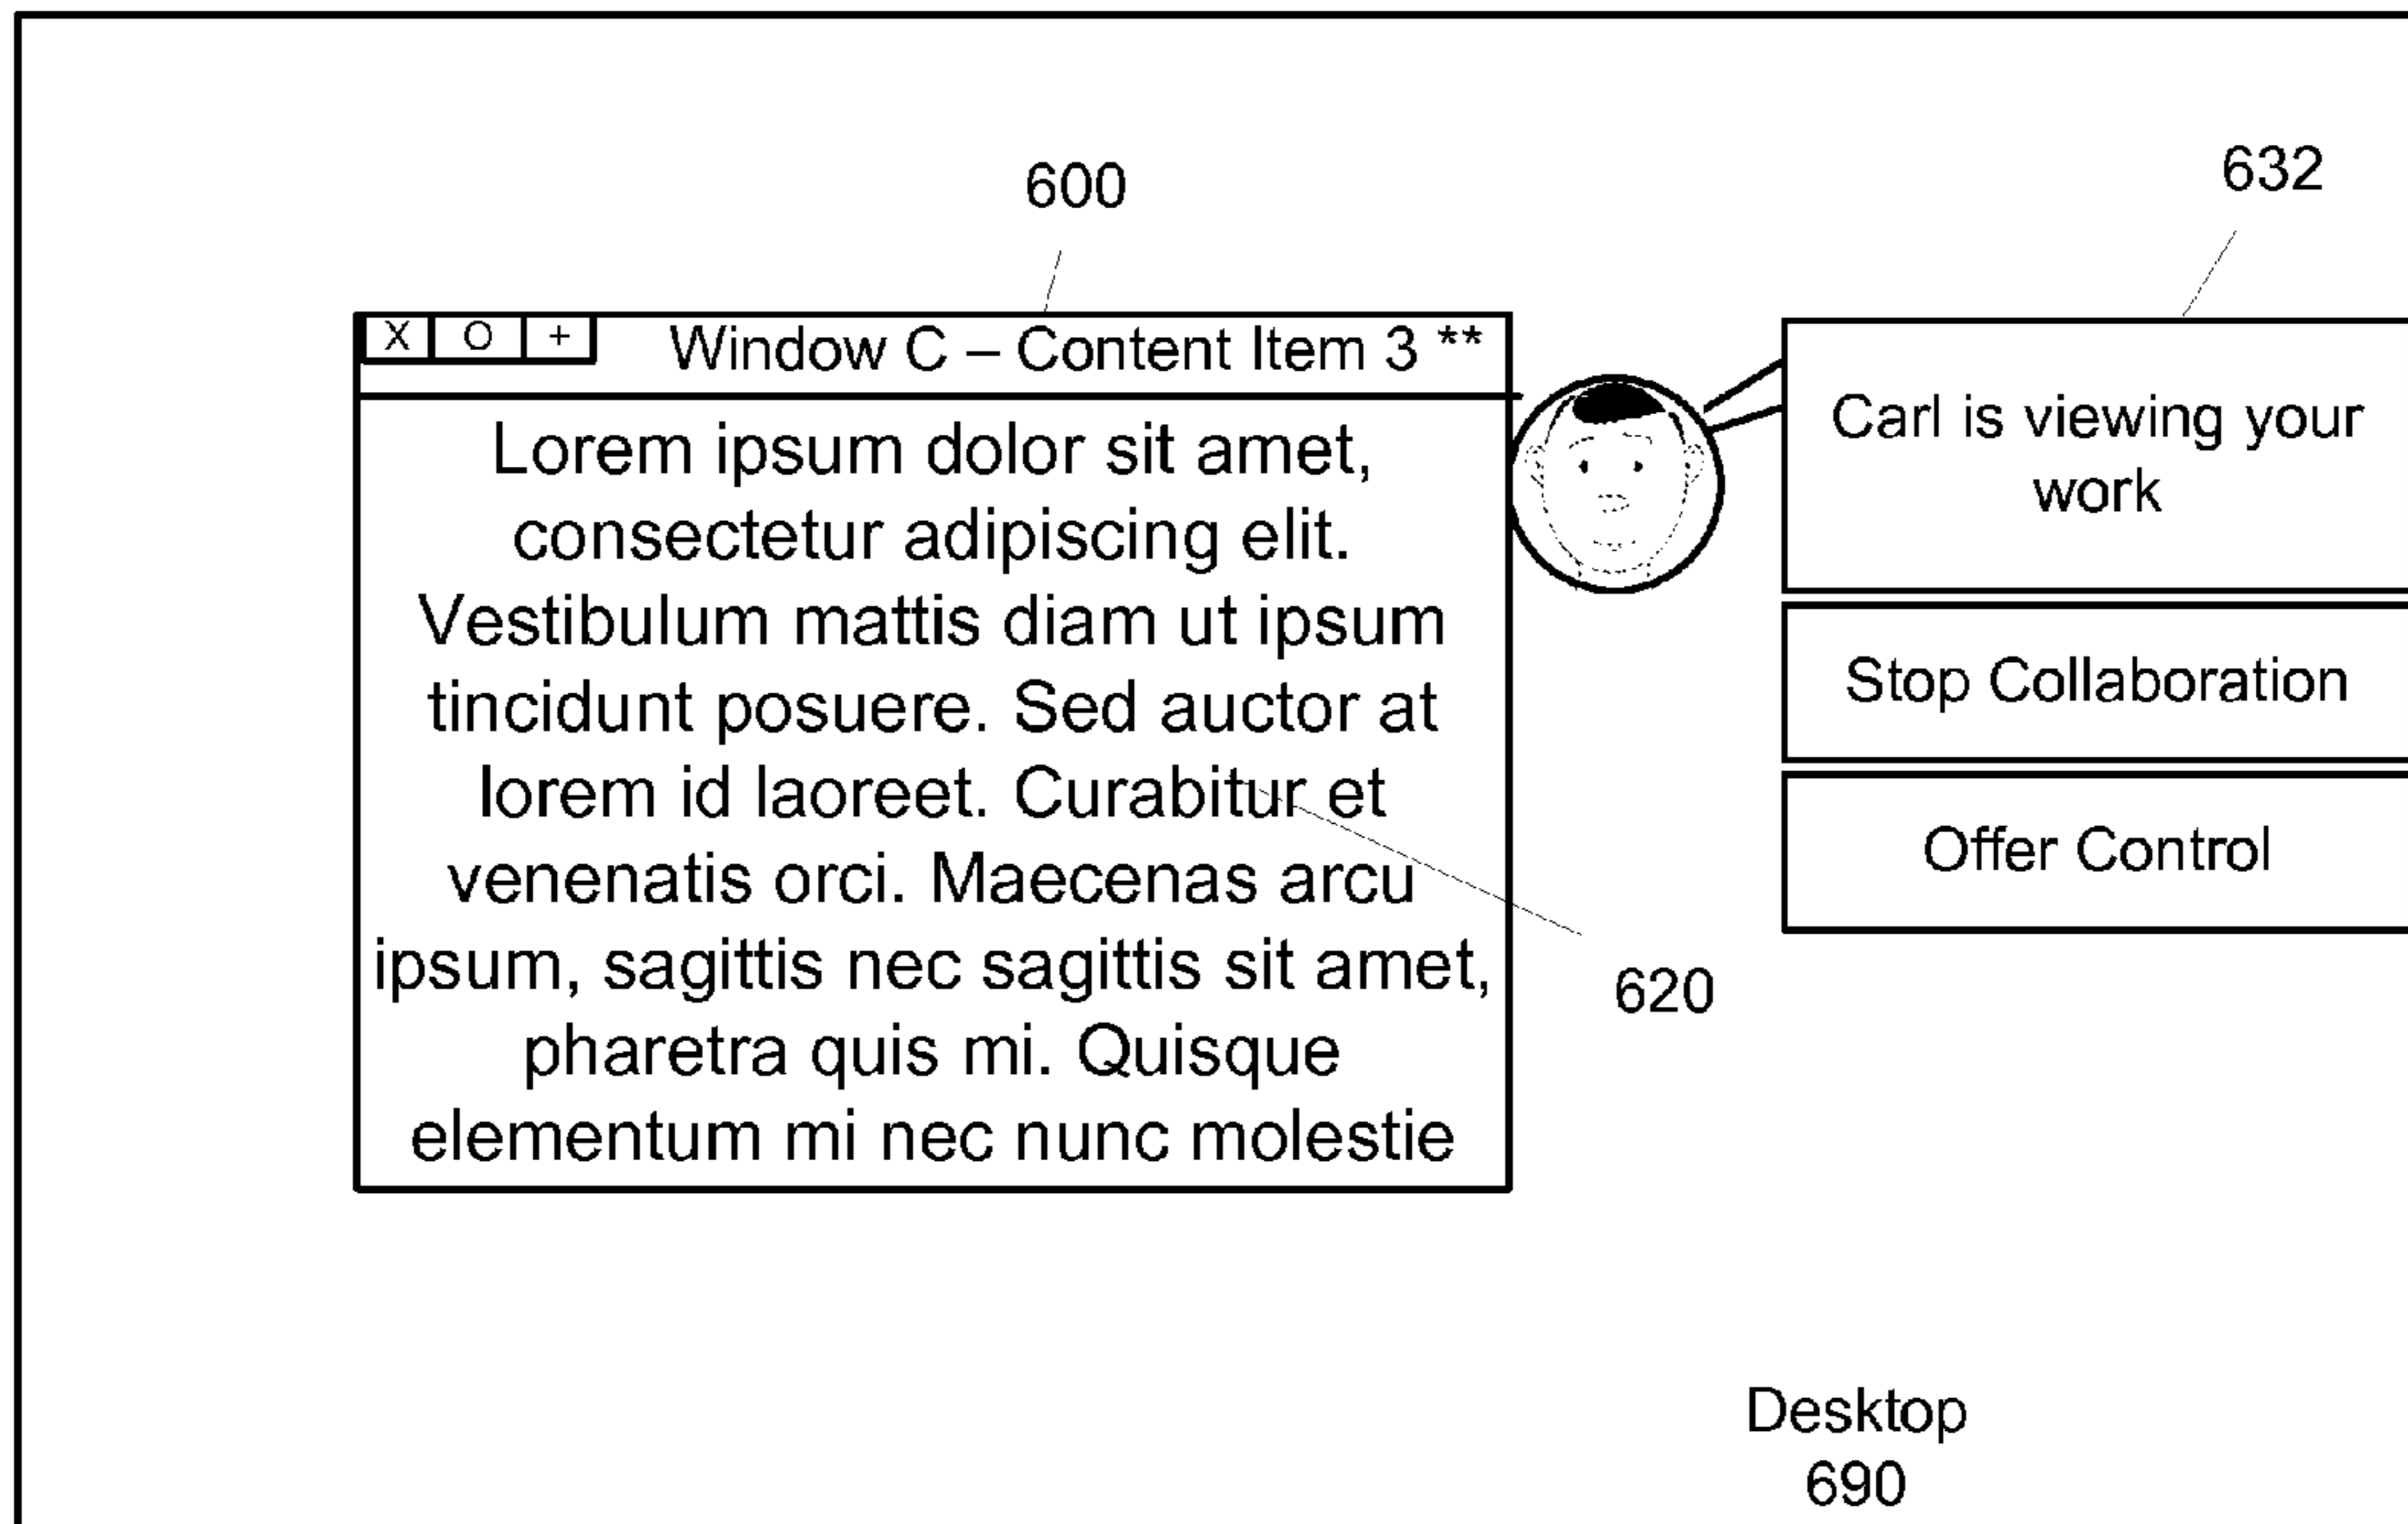 600
632
X O +
Window C – Content Item 3 **
Lorem ipsum dolor sit amet,
consectetur adipiscing elit.
Vestibulum mattis diam ut ipsum
tincidunt posuere. Sed auctor at
lorem id laoreet. Curabitur et
venenatis orci. Maecenas arcu
ipsum, sagittis nec sagittis sit amet,
pharetra quis mi. Quisque
elementum mi nec nunc molestie
Carl is viewing your
work
Stop Collaboration
Offer Control
620
Desktop
690